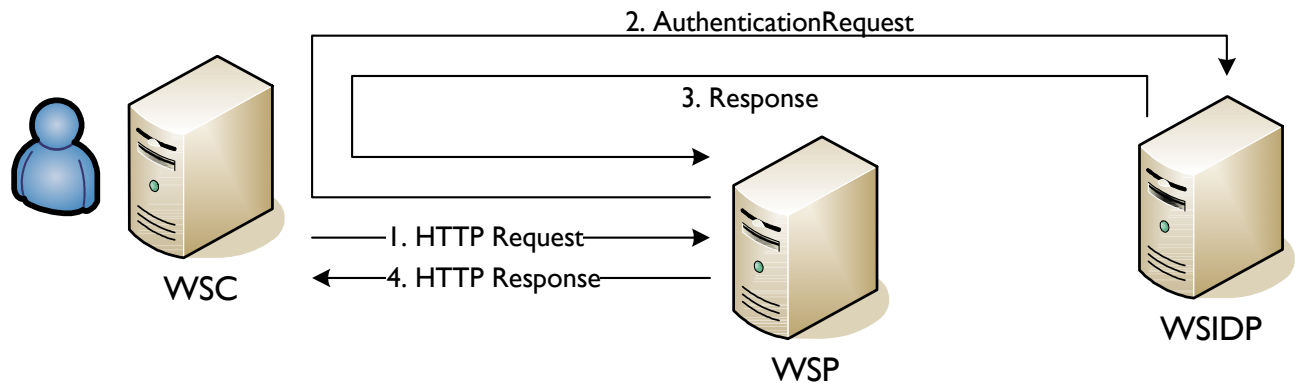 2. AuthenticationRequest
3. Response
1. HTTP Request
4. HTTP Response
WSC
WSP
WSIDP